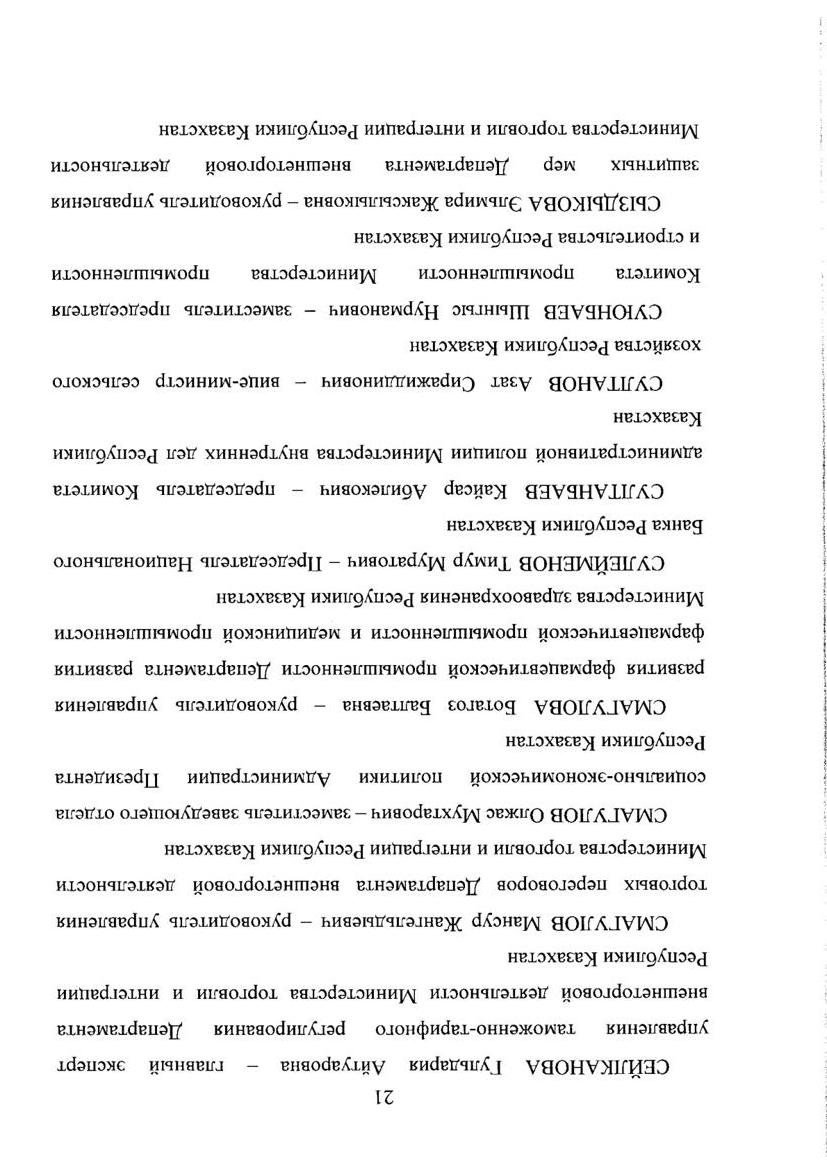 21
СЕЙЛКАНОВА Гульдария Айтуаровна – главный эксперт
управления таможенно-тарифного регулирования Департамента
внешнеторговой деятельности Министерства торговли и интеграции
Республики Казахстан
СМАГУЛОВ Мансур Жангельдыевич – руководитель управления
торговых переговоров Департамента внешнеторговой деятельности
Министерства торговли и интеграции Республики Казахстан
СМАГУЛОВ Олжас Мухтарович – заместитель заведующего отдела
социально-экономической политики Администрации Президента
Республики Казахстан
СМАГУЛОВА Ботагоз Балтаевна – руководитель управления
развития фармацевтической промышленности Департамента развития
фармацевтической промышленности и медицинской промышленности
Министерства здравоохранения Республики Казахстан
СУЛЕЙМЕНОВ Тимур Муратович – Председатель Национального
Банка Республики Казахстан
СУЛТАНБАЕВ Кайсар Абилекович – председатель Комитета
административной полиции Министерства внутренних дел Республики
Казахстан
СУЛТАНОВ Азат Сиражидинович – вице-министр сельского
хозяйства Республики Казахстан
СУЮНБАЕВ Шынгыс Нурманович – заместитель председателя
Комитета промышленности Министерства промышленности
и строительства Республики Казахстан
СЫЗДЫКОВА Эльмира Жаксылыковна – руководитель управления
защитных мер Департамента внешнеторговой деятельности
Министерства торговли и интеграции Республики Казахстан